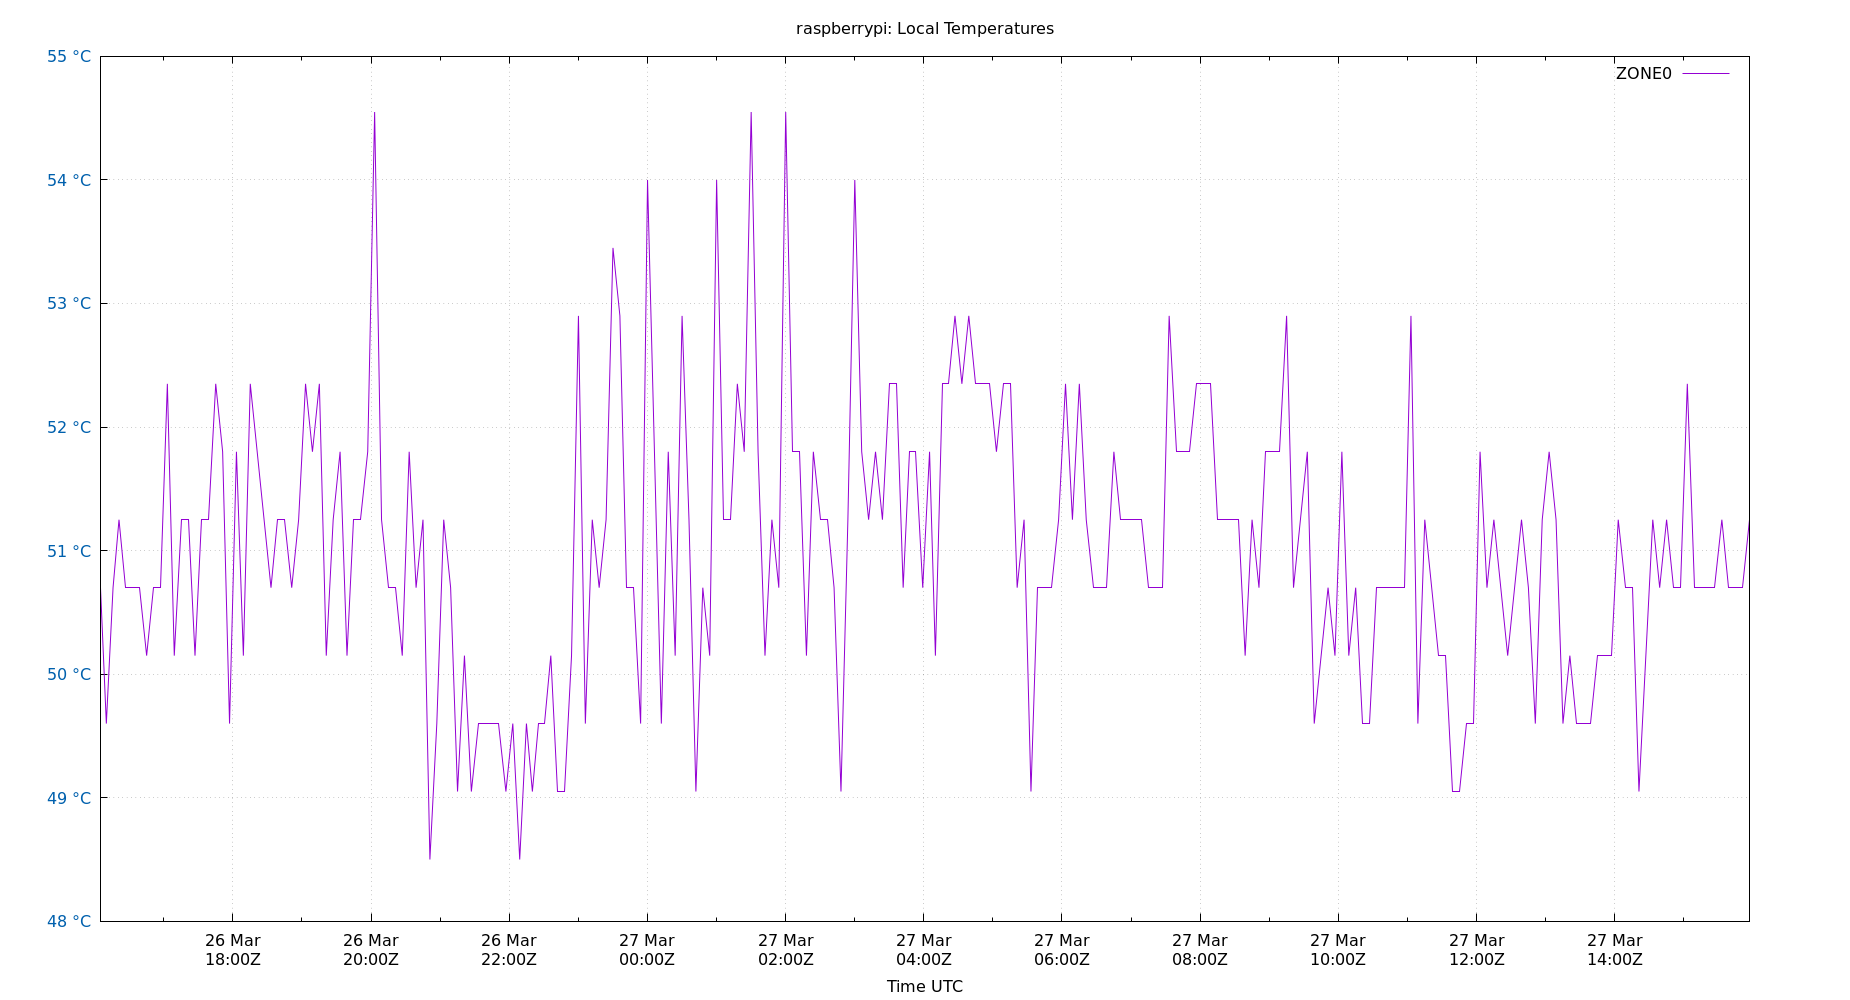 raspberrypi: Local Temperatures
55 °C
ZONE0
54 °C
53 °C
52 °C
51 °C
50 °C
49 °C
48 °C
26 Mar 26 Mar 26 Mar 27 Mar 27 Mar 27 Mar 27 Mar 27 Mar 27 Mar 27 Mar 27 Mar
18:00Z 20:00Z 22:00Z 00:00Z 02:00Z 04:00Z 06:00Z 08:00Z 10:00Z 12:00Z 14:00Z
Time UTC